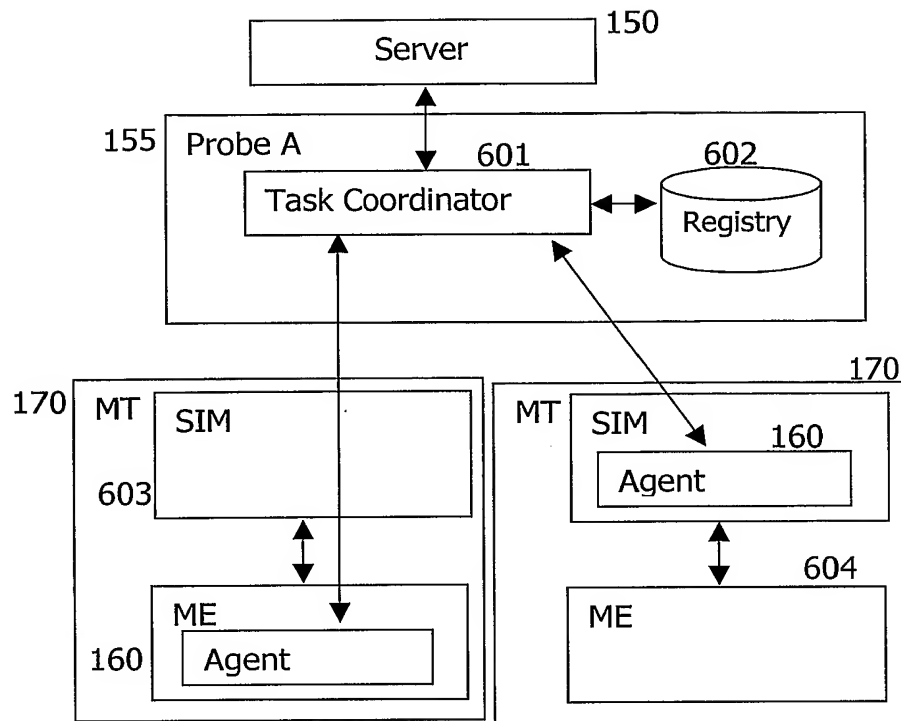 Server
150
155
Probe A
601
Task Coordinator
602
Registry
170
MT
SIM
603
ME
160
Agent
170
MT
SIM
160
Agent
604
ME